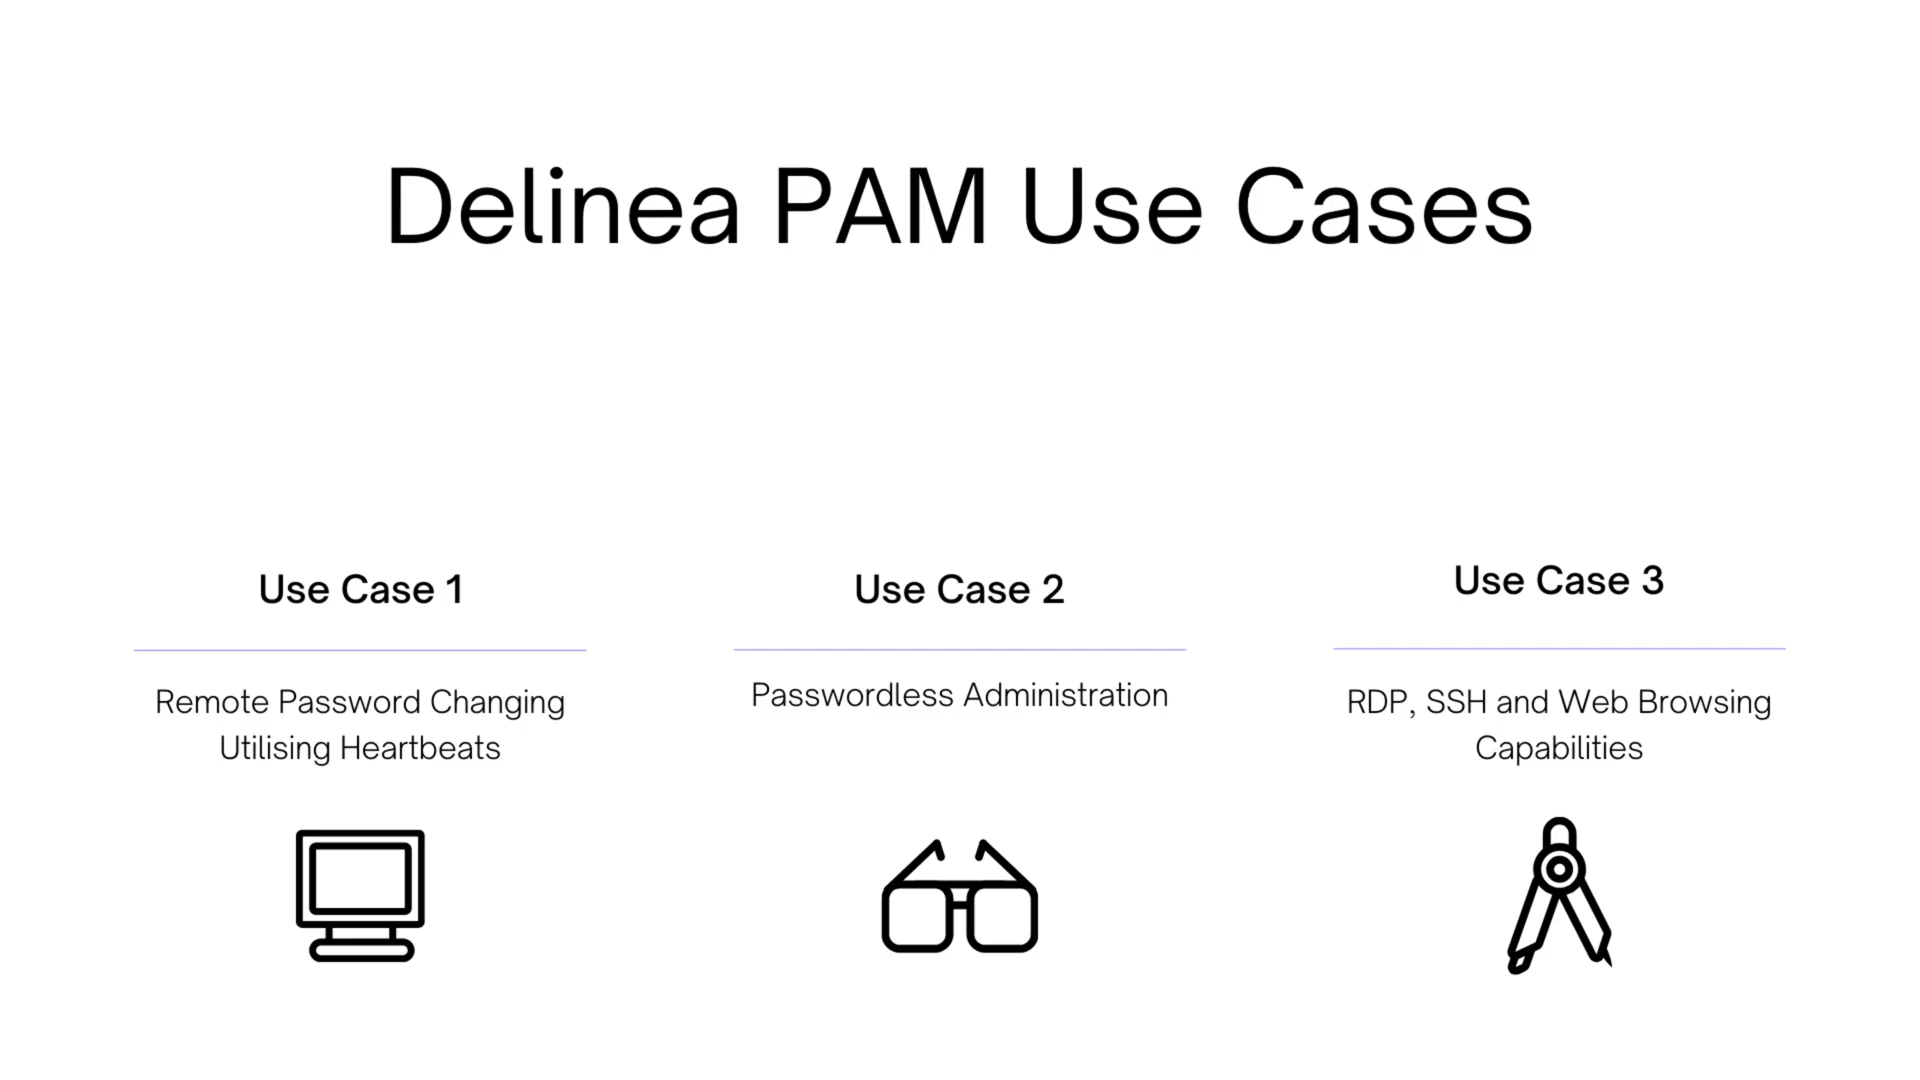 Delinea PAM Use Cases
Use Case 1
Remote Password Changing
Utilising Heartbeats
Use Case 2
Passwordless Administration
Use Case 3
RDP, SSH and Web Browsing
Capabilities